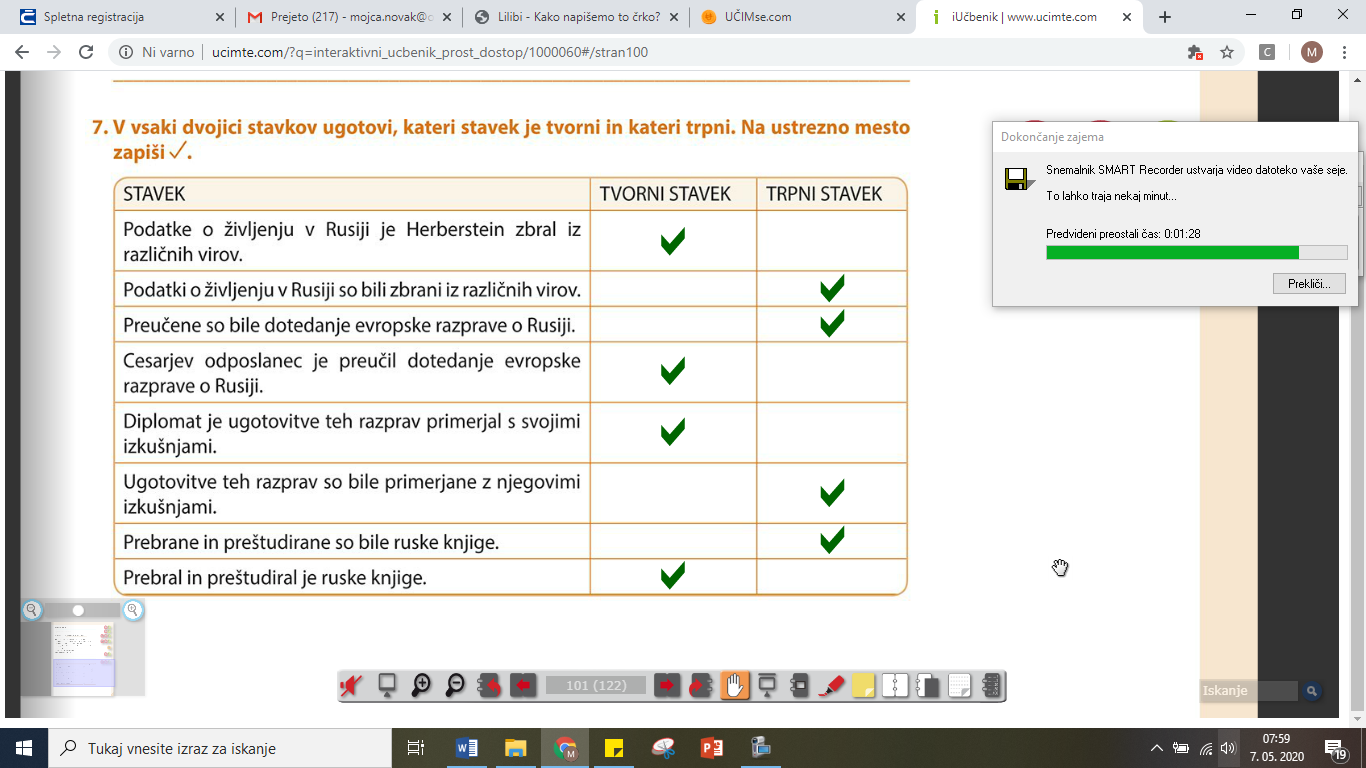 Spletna registracija
Prejeto (217) - mojca.novak@
Lilibi - Kako napišemo to črko?
UČIMse.com
iUčbenik | www.ucimte.com
Ni varno
ucimte.com/?q=interaktivni_ucbenik_prost_dostop/1000060#/stran100
C
M
7. V vsaki dvojici stavkov ugotovi, kateri stavek je tvorni in kateri trpni. Na ustrezno mesto
zapiši ✓.
STAVEK TVORNI STAVEK TRPNI STAVEK
Podatke o življenju v Rusiji je Herberstein zbral iz
različnih virov.
Podatki o življenju v Rusiji so bili zbrani iz različnih virov.
Preučene so bile dotedanje evropske razprave o Rusiji.
Cesarjev odposlanec je preučil dotedanje evropske
razprave o Rusiji.
Diplomat je ugotovitve teh razprav primerjal s svojimi
izkušnjami.
Ugotovitve teh razprav so bile primerjane z njegovimi
izkušnjami.
Prebrane in preštudirane so bile ruske knjige.
Prebral in preštudiral je ruske knjige.
Dokončanje zajema
Snemalnik SMART Recorder ustvarja video datoteko vaše seje.
To lahko traja nekaj minut...
Predvideni preostali čas: 0:01:28
Prekliči...
101 (122)
Iskanje
Tukaj vnesite izraz za iskanje
07:59
7. 05. 2020
19